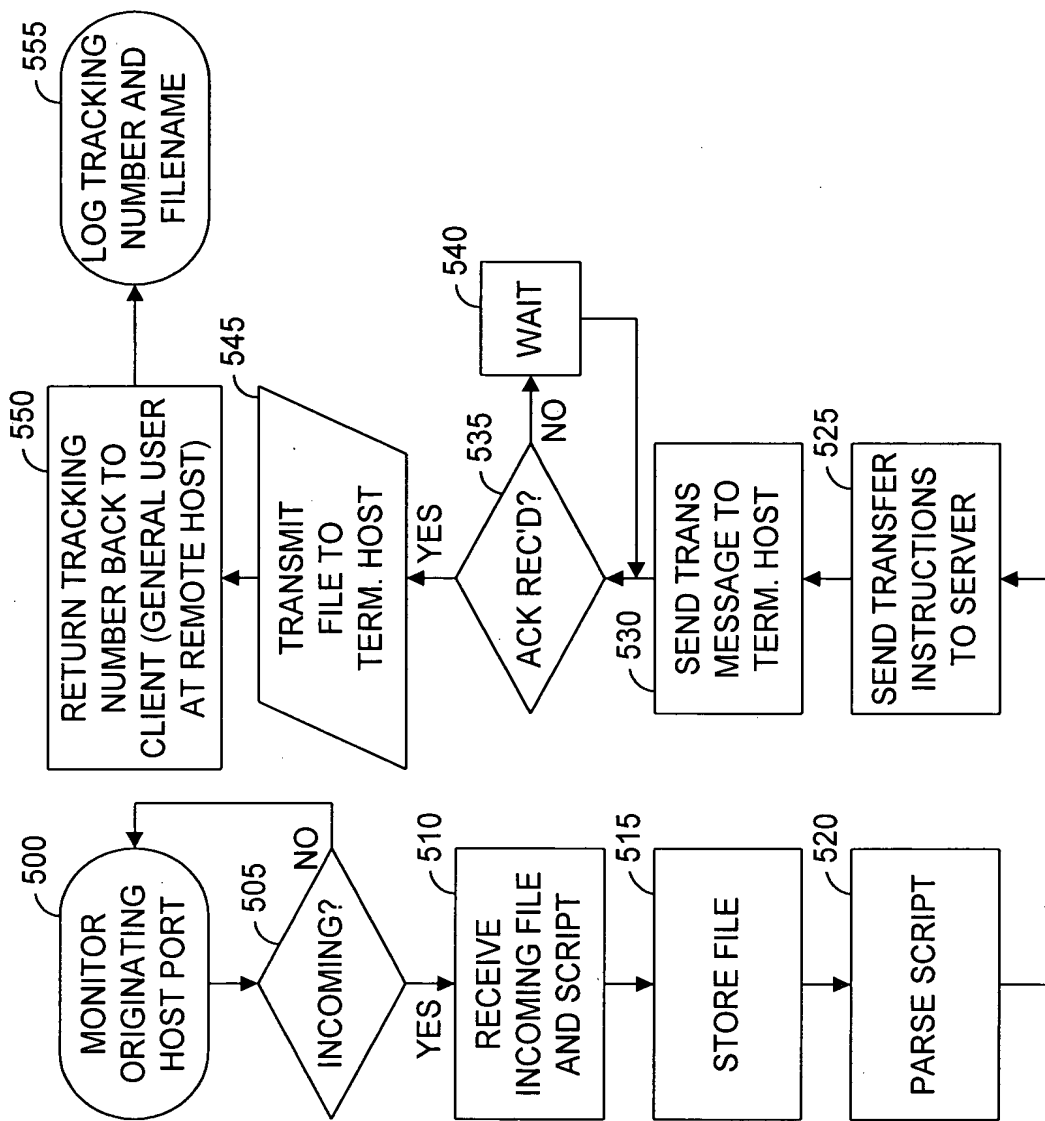 500
MONITOR
ORIGINATING
HOST PORT
505
INCOMING?
NO
YES
510
RECEIVE
INCOMING FILE
AND SCRIPT
515
STORE FILE
520
PARSE SCRIPT
525
SEND TRANSFER
INSTRUCTIONS
TO SERVER
530
SEND TRANS
MESSAGE TO
TERM. HOST
535
ACK REC'D?
NO
540
WAIT
YES
545
TRANSMIT
FILE TO
TERM. HOST
550
RETURN TRACKING
NUMBER BACK TO
CLIENT (GENERAL USER
AT REMOTE HOST)
555
LOG TRACKING
NUMBER AND
FILENAME